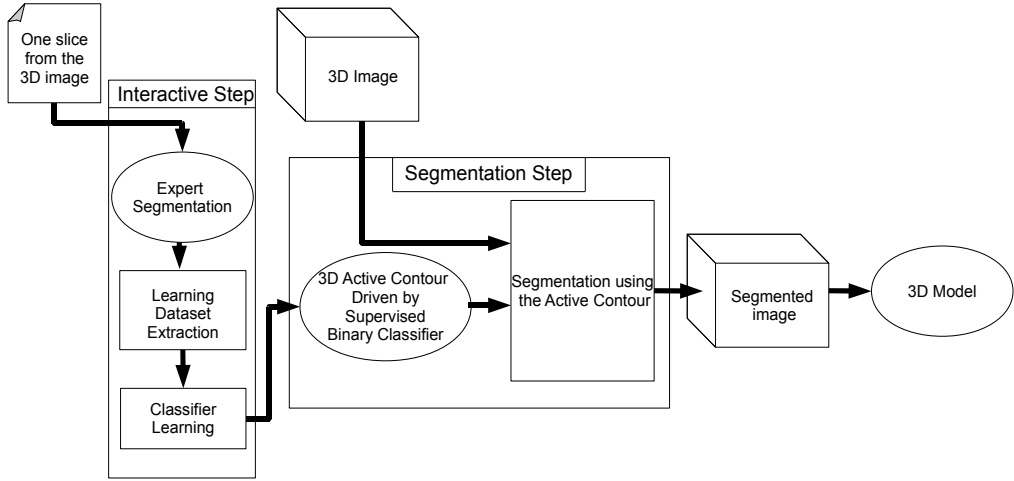 One slice
from the
3D image
Interactive Step
Expert
Segmentation
Learning
Dataset
Extraction
Classifier
Learning
3D Image
Segmentation Step
3D Active Contour
Driven by
Supervised
Binary Classifier
Segmentation using
the Active Contour
Segmented
image
3D Model